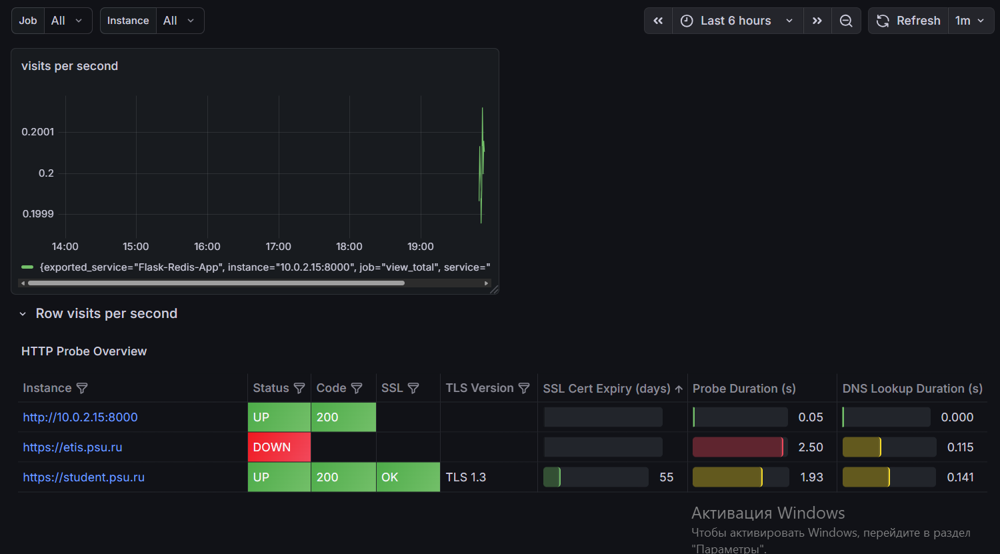 Job All Instance All Last 6 hours Refresh 1m
visits per second
0.2001
0.2
0.1999
14:00 15:00 16:00 17:00 18:00 19:00
{exported_service="Flask-Redis-App", instance="10.0.2.15:8000", job="view_total", service="
Row visits per second
HTTP Probe Overview
Instance Status Code SSL TLS Version SSL Cert Expiry (days) Probe Duration (s) DNS Lookup Duration (s)
http://10.0.2.15:8000 UP 200 0.05 0.000
https://etis.psu.ru DOWN 2.50 0.115
https://student.psu.ru UP 200 OK TLS 1.3 55 1.93 0.141
Активация Windows
Чтобы активировать Windows, перейдите в раздел
"Параметры".